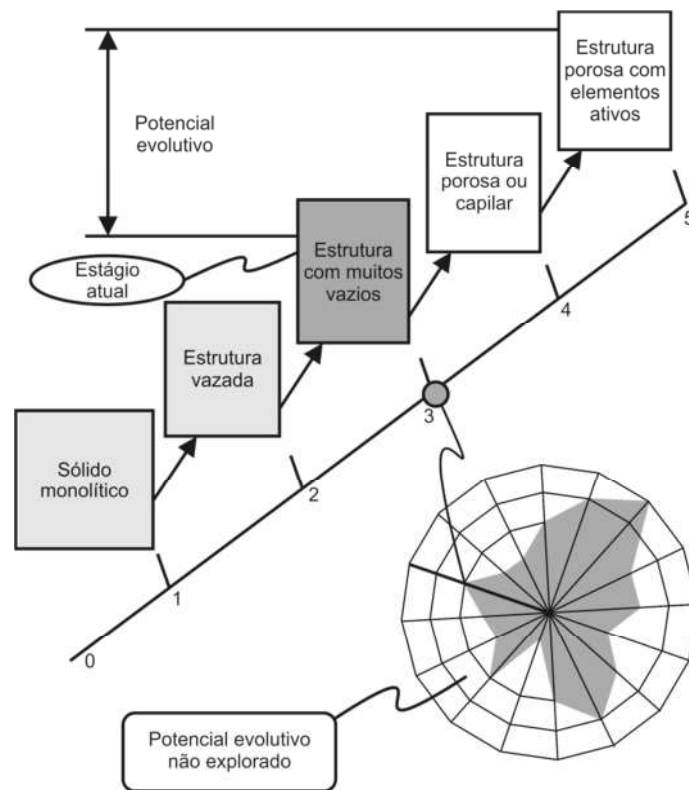 Estrutura
porosa com
elementos
ativos
Potencial
evolutivo
Estrutura
porosa ou
capilar
5
Estágio
atual
Estrutura
com muitos
vazios
4
Estrutura
vazada
3
Sólido
monolítico
2
1
0
Potencial evolutivo
não explorado